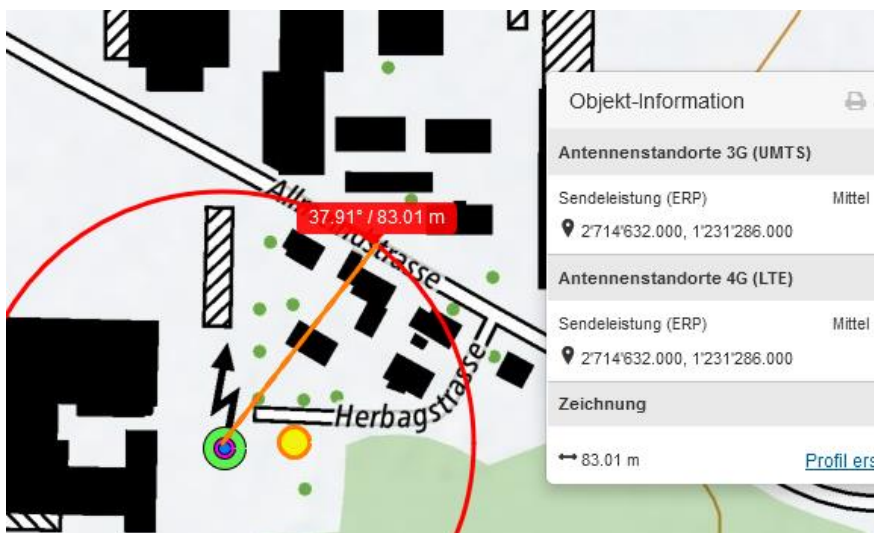 Objekt-Information
Antennenstandorte 3G (UMTS)
Sendeleistung (ERP) Mittel
2'714'632.000, 1'231'286.000
Antennenstandorte 4G (LTE)
Sendeleistung (ERP) Mittel
2'714'632.000, 1'231'286.000
Zeichnung
83.01 m Profil ers
37.91° / 83.01 m
Herbagstrasse